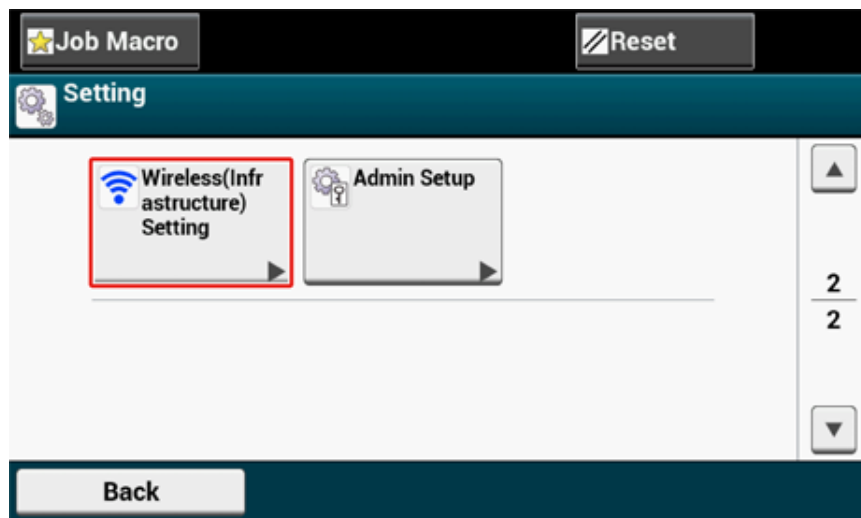 Job Macro
Reset
Setting
Wireless(Infr
astructure)
Setting
Admin Setup
2
2
Back